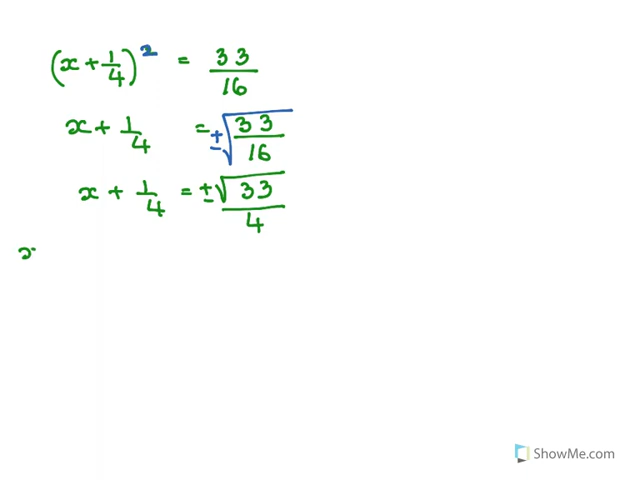 (x + 1/4)² = 33/16
x + 1/4 = ±√(33/16)
x + 1/4 = ±√33/4
x
ShowMe.com